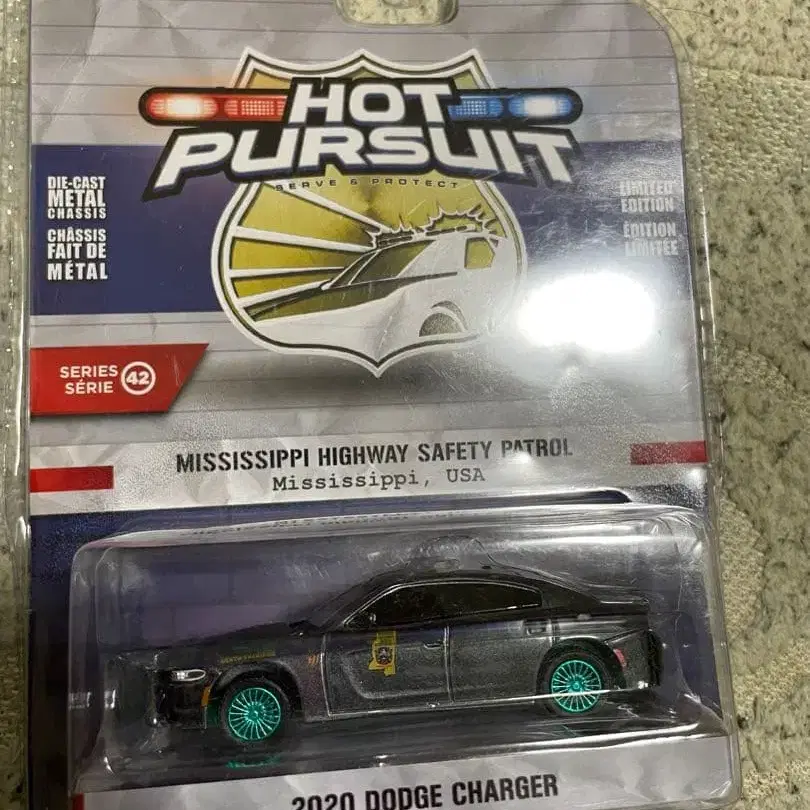 HOT
PURSUIT
SERVE & PROTECT
DIE-CAST
METAL
CHASSIS
CHÂSSIS
FAIT DE
MÉTAL
LIMITED
EDITION
ÉDITION
LIMITÉE
SERIES
SÉRIE
42
MISSISSIPPI HIGHWAY SAFETY PATROL
Mississippi, USA
2020 DODGE CHARGER